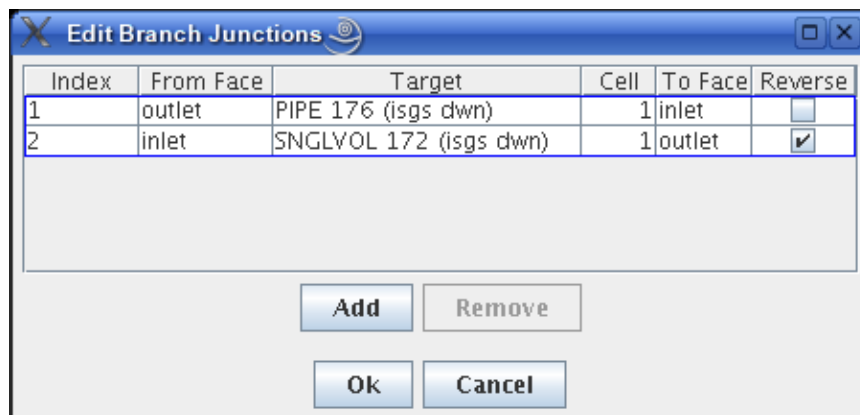 Edit Branch Junctions
Index From Face Target Cell To Face Reverse
1 outlet PIPE 176 (isgs dwn) 1 inlet
2 inlet SNGLVOL 172 (isgs dwn) 1 outlet
Add Remove
Ok Cancel